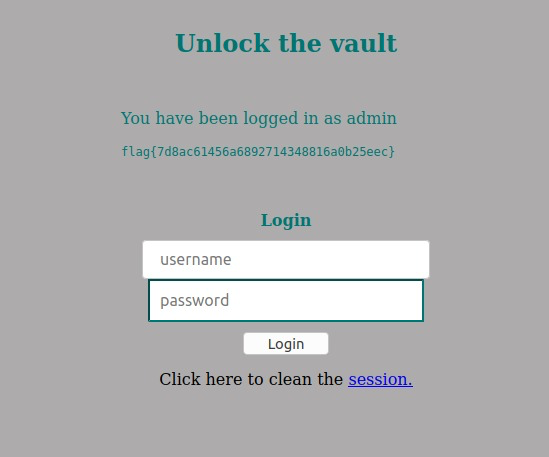 Unlock the vault
You have been logged in as admin
flag{7d8ac61456a6892714348816a0b25eec}
Login
username
password
Login
Click here to clean the session.